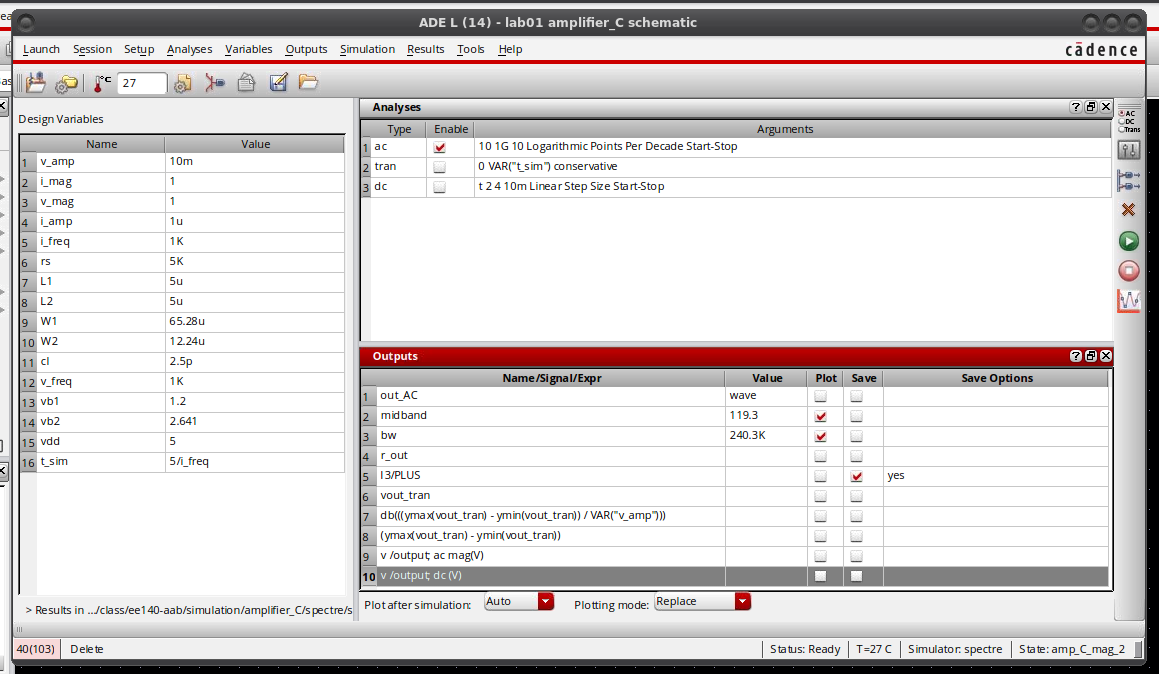 ADE L (14) - lab01 amplifier_C schematic
Launch Session Setup Analyses Variables Outputs Simulation Results Tools Help
cādence
°C 27
Design Variables
Name Value
1 v_amp 10m
2 i_mag 1
3 v_mag 1
4 i_amp 1u
5 i_freq 1K
6 rs 5K
7 L1 5u
8 L2 5u
9 W1 65.28u
10 W2 12.24u
11 cl 2.5p
12 v_freq 1K
13 vb1 1.2
14 vb2 2.641
15 vdd 5
16 t_sim 5/i_freq
> Results in .../class/ee140-aab/simulation/amplifier_C/spectre/s
Analyses
Type Enable Arguments
1 ac 10 1G 10 Logarithmic Points Per Decade Start-Stop
2 tran 0 VAR("t_sim") conservative
3 dc t 2 4 10m Linear Step Size Start-Stop
AC
DC
Trans
Outputs
Name/Signal/Expr Value Plot Save Save Options
1 out_AC wave
2 midband 119.3
3 bw 240.3K
4 r_out
5 I3/PLUS yes
6 vout_tran
7 db(((ymax(vout_tran) - ymin(vout_tran)) / VAR("v_amp")))
8 (ymax(vout_tran) - ymin(vout_tran))
9 v /output; ac mag(V)
10 v /output; dc (V)
Plot after simulation: Auto Plotting mode: Replace
40(103) Delete Status: Ready T=27 C Simulator: spectre State: amp_C_mag_2